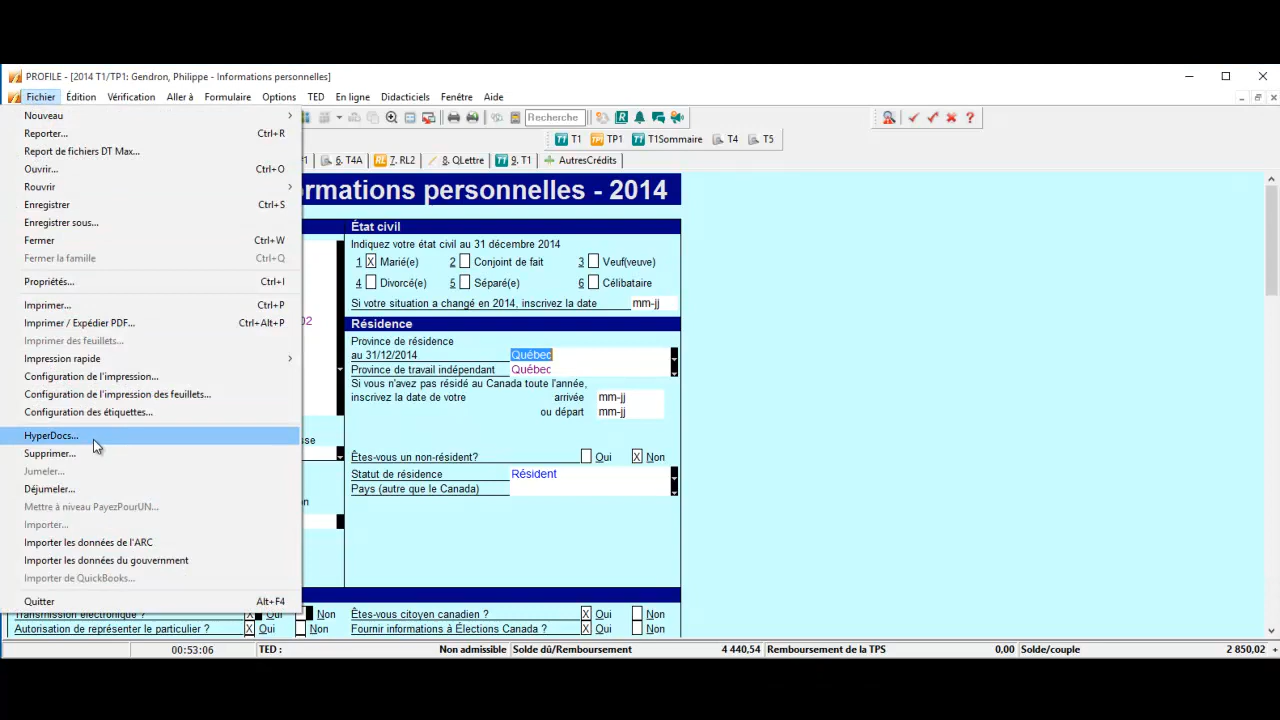 PROFILE - [2014 T1/TP1: Gendron, Philippe - Informations personnelles]
Fichier Édition Vérification Aller à Formulaire Options TED En ligne Didacticiels Fenêtre Aide
Recherche
T1 TP1 T1Sommaire T4 T5
6. T4A 7. RL2 8. QLettre 9. T1 AutresCrédits
Nouveau
Reporter... Ctrl+R
Report de fichiers DT Max...
Ouvrir... Ctrl+O
Rouvrir
Enregistrer Ctrl+S
Enregistrer sous...
Fermer Ctrl+W
Fermer la famille Ctrl+Q
Propriétés... Ctrl+I
Imprimer... Ctrl+P
Imprimer / Expédier PDF... Ctrl+Alt+P
Imprimer des feuillets...
Impression rapide
Configuration de l'impression...
Configuration de l'impression des feuillets...
Configuration des étiquettes...
HyperDocs...
Supprimer...
Jumeler...
Déjumeler...
Mettre à niveau PayezPourUN...
Importer...
Importer les données de l'ARC
Importer les données du gouvernment
Importer de QuickBooks...
Quitter Alt+F4
rmations personnelles - 2014
État civil
Indiquez votre état civil au 31 décembre 2014
1 X Marié(e) 2 Conjoint de fait 3 Veuf(veuve)
4 Divorcé(e) 5 Séparé(e) 6 Célibataire
Si votre situation a changé en 2014, inscrivez la date mm-jj
02
Résidence
Province de résidence
au 31/12/2014 Québec
Province de travail indépendant Québec
Si vous n'avez pas résidé au Canada toute l'année,
inscrivez la date de votre arrivée mm-jj
ou départ mm-jj
sse
Êtes-vous un non-résident? Oui X Non
Statut de résidence Résident
Pays (autre que le Canada)
on
Transmission électronique ? X Oui Non Êtes-vous citoyen canadien ? X Oui Non
Autorisation de représenter le particulier ? X Oui Non Fournir informations à Élections Canada ? X Oui Non
00:53:06 TED : Non admissible Solde dû/Remboursement 4 440,54 Remboursement de la TPS 0,00 Solde/couple 2 850,02